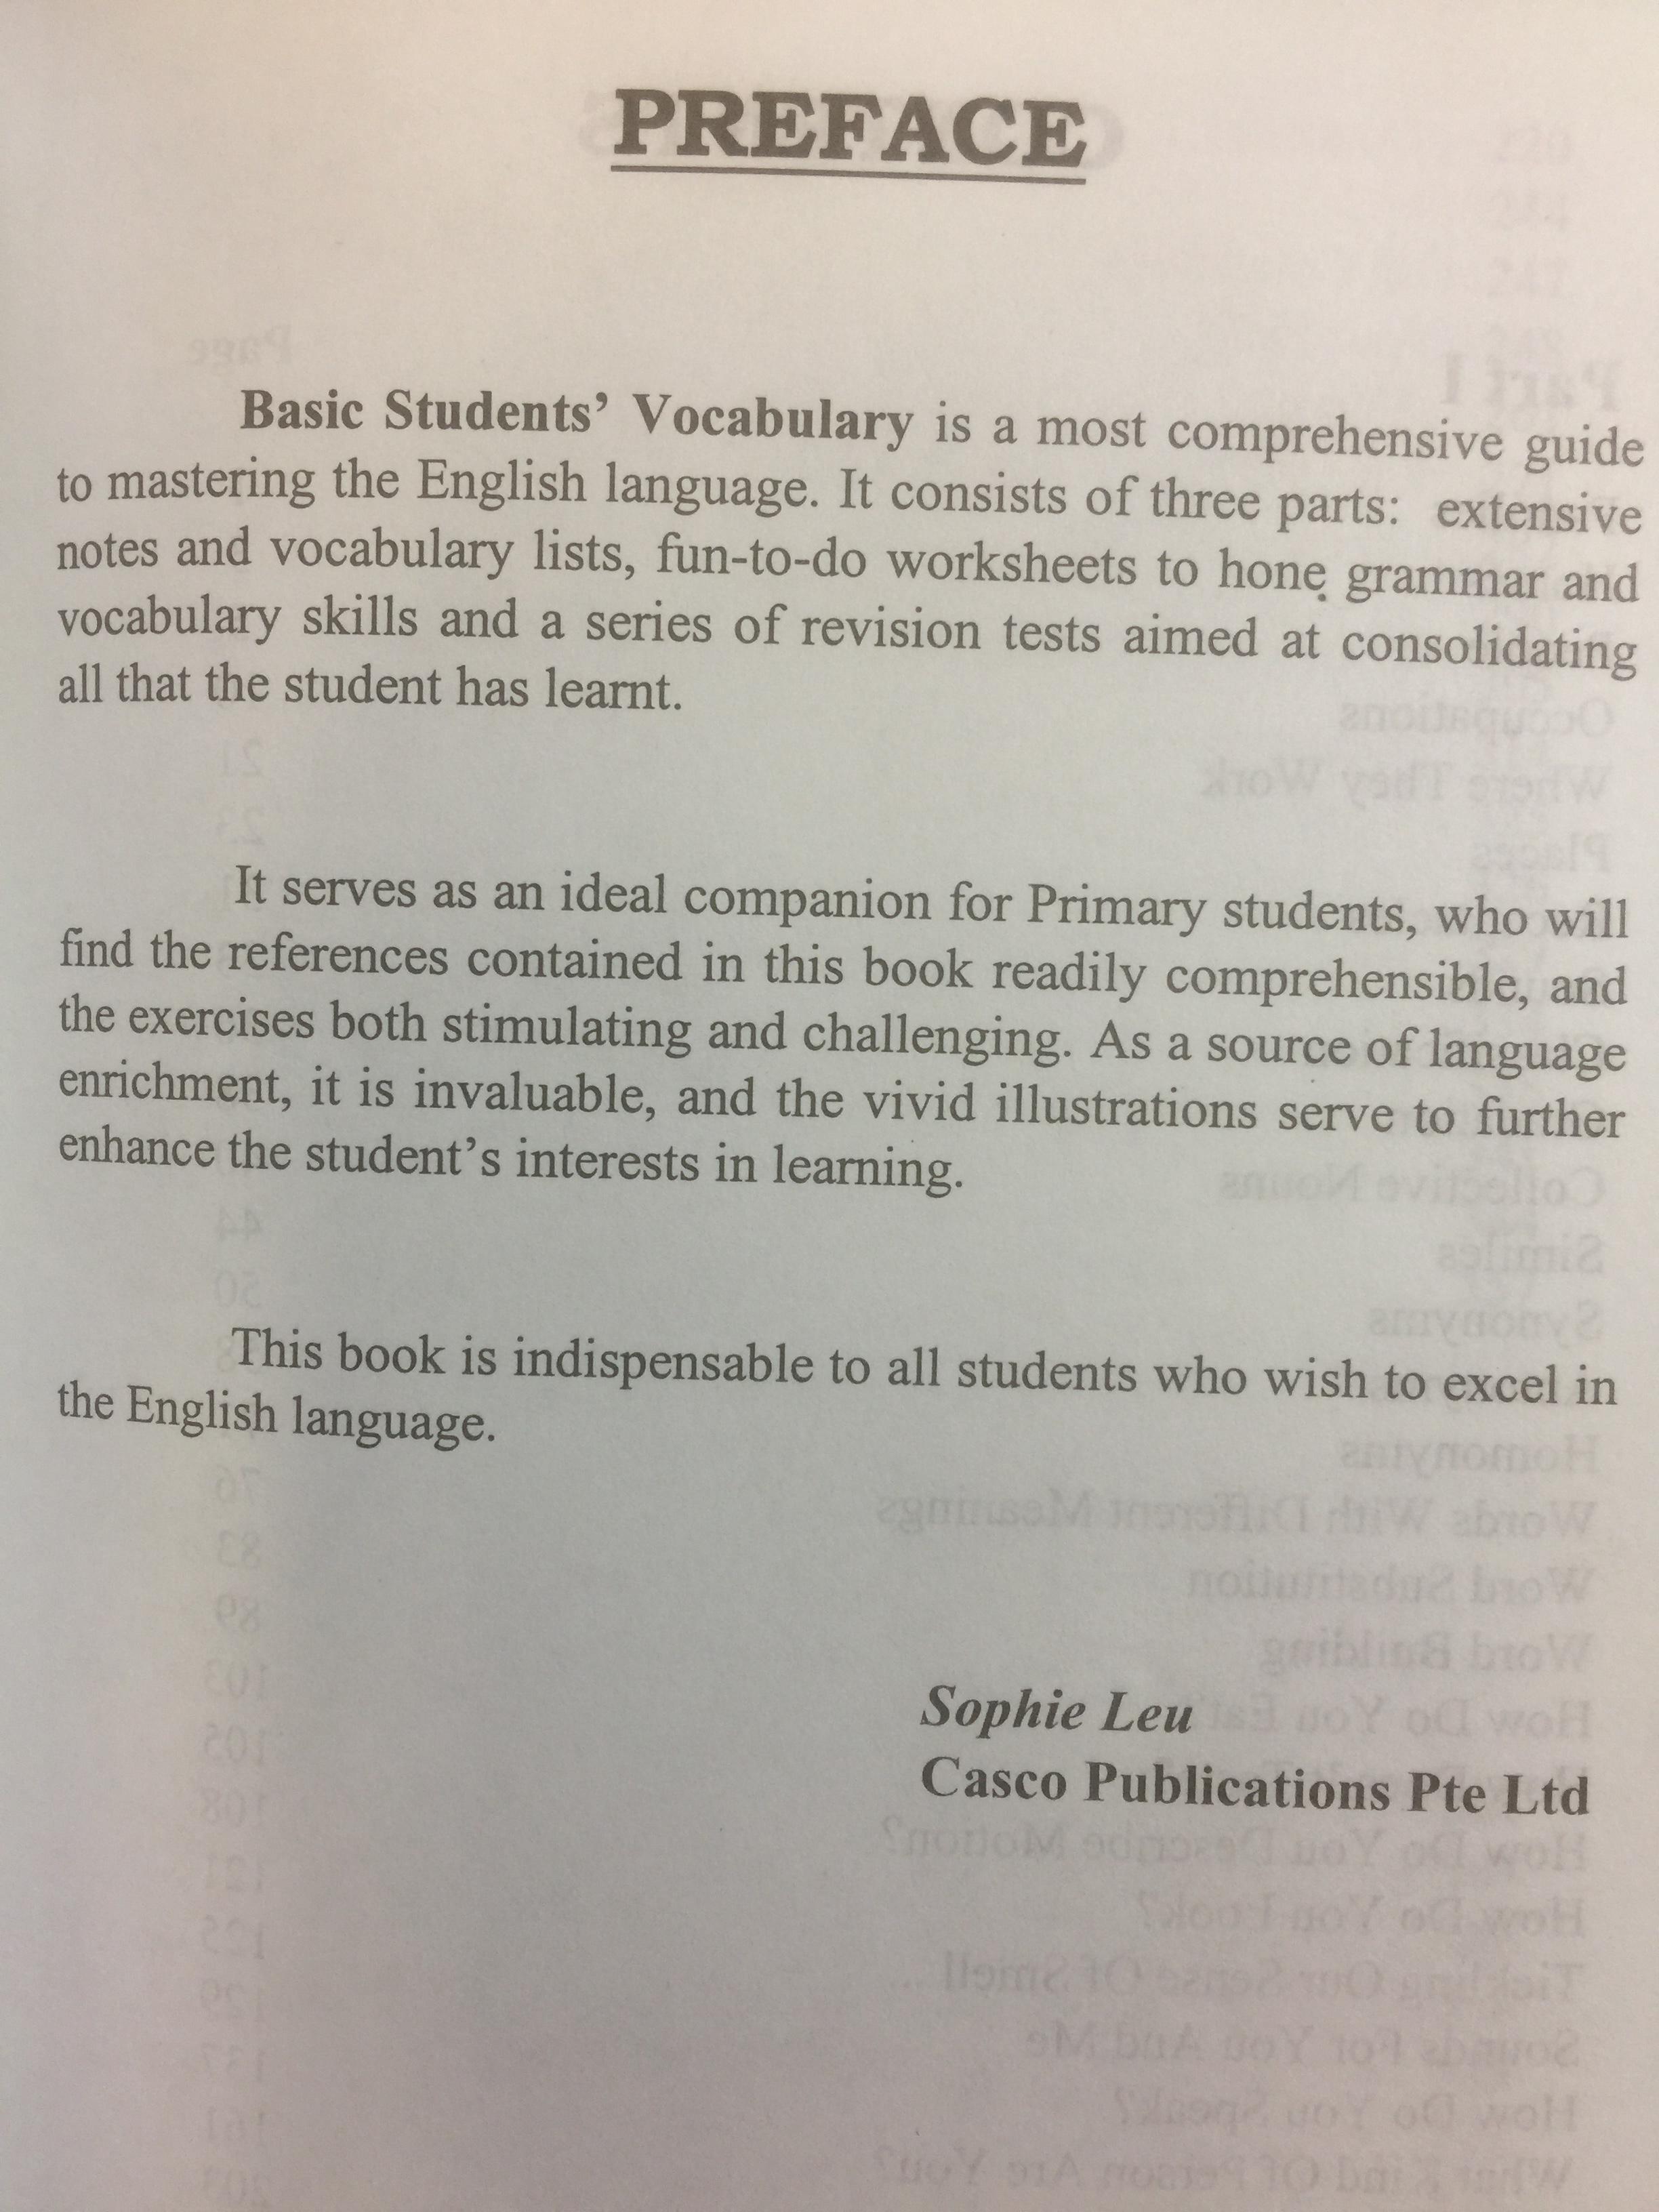 PREFACE
Basic Students’ Vocabulary is a most comprehensive guide
to mastering the English language. It consists of three parts: extensive
notes and vocabulary lists, fun-to-do worksheets to hone grammar and
vocabulary skills and a series of revision tests aimed at consolidating
all that the student has learnt.
It serves as an ideal companion for Primary students, who will
find the references contained in this book readily comprehensible, and
the exercises both stimulating and challenging. As a source of language
enrichment, it is invaluable, and the vivid illustrations serve to further
enhance the student’s interests in learning.
This book is indispensable to all students who wish to excel in
the English language.
Sophie Leu
Casco Publications Pte Ltd